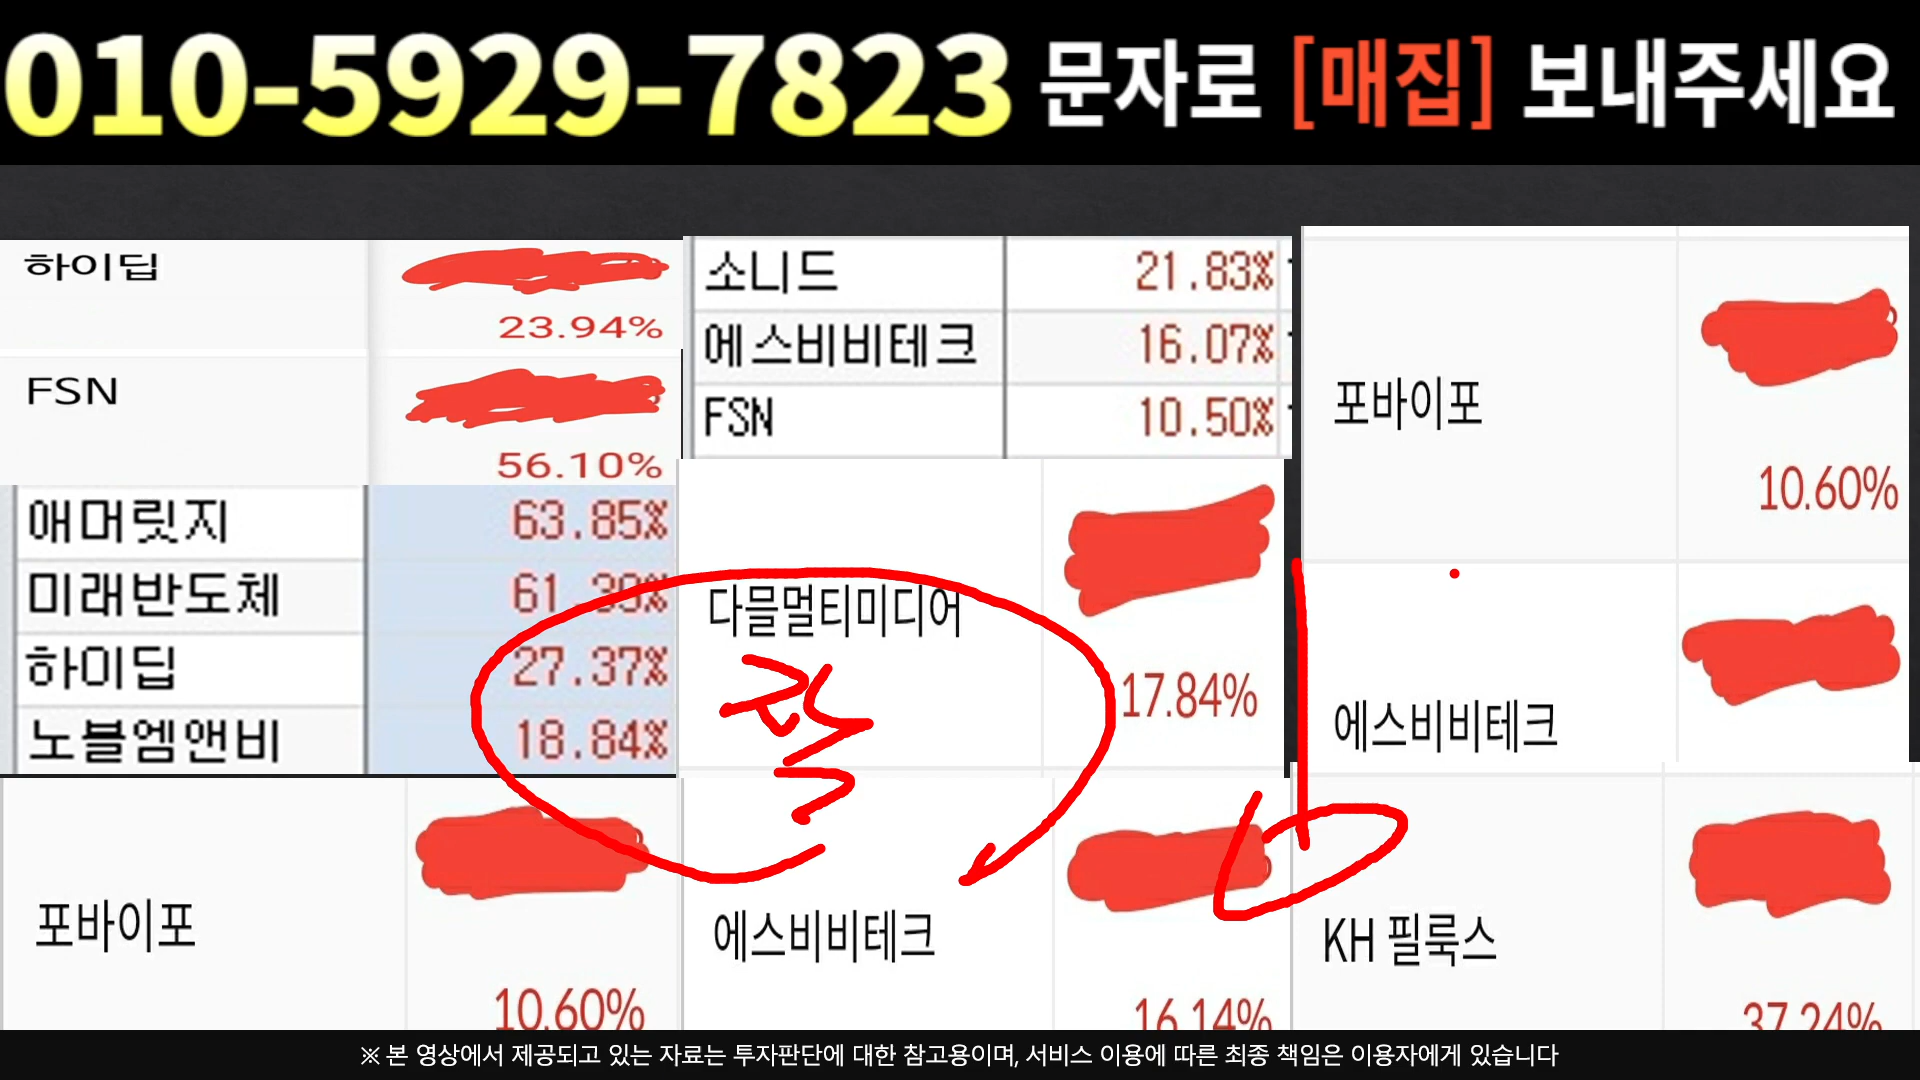 010-5929-7823 문자로 [매집] 보내주세요
하이딥
23.94%
FSN
56.10%
애머릿지 63.85%
미래반도체 61.39%
하이딥 27.37%
노블엠앤비 18.84%
소니드 21.83%
에스비비테크 16.07%
FSN 10.50%
다믈멀티미디어
17.84%
포바이포
10.60%
에스비비테크
포바이포
10.60%
에스비비테크
16.14%
KH 필룩스
37.24%
※ 본 영상에서 제공되고 있는 자료는 투자판단에 대한 참고용이며, 서비스 이용에 따른 최종 책임은 이용자에게 있습니다